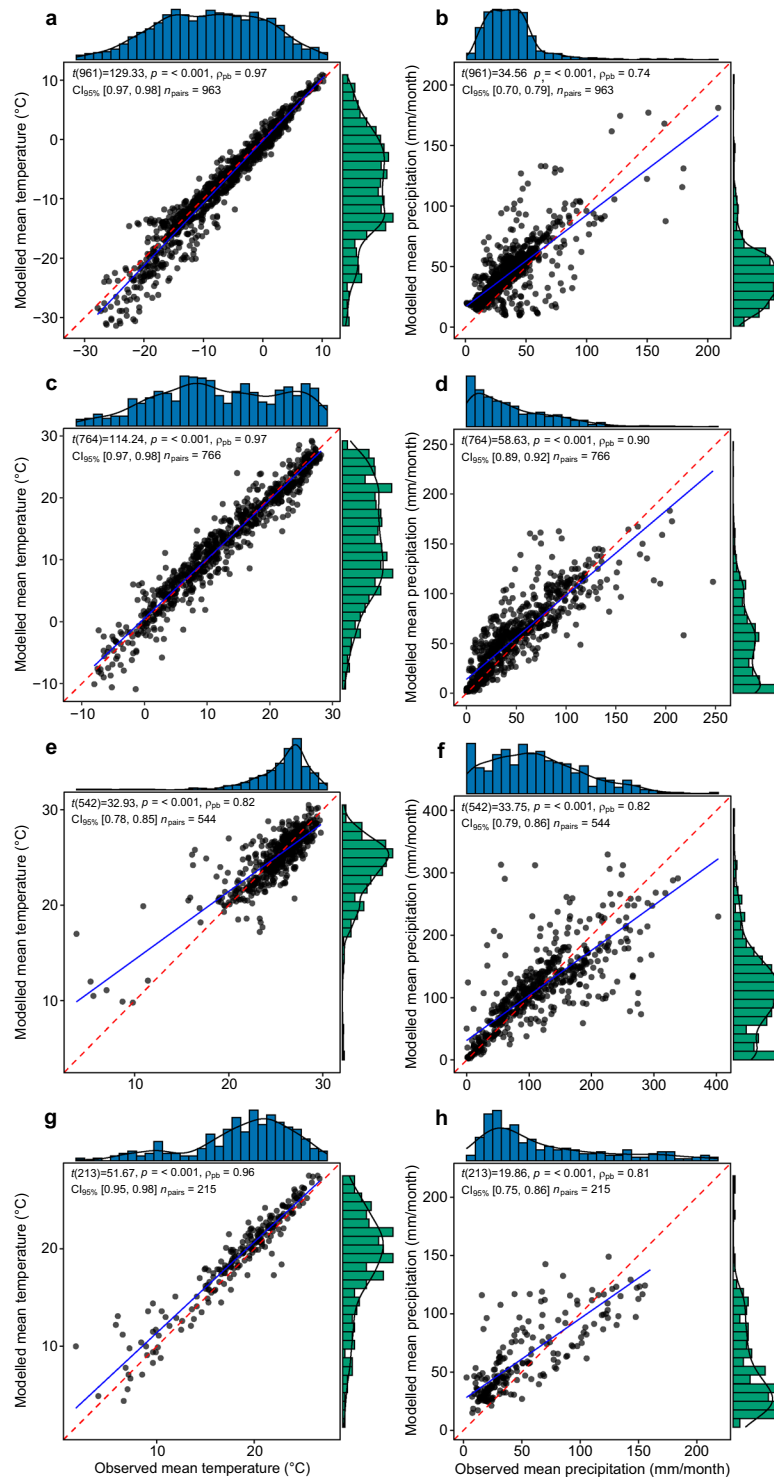 a
b
t(961)=129.33, p = < 0.001, ρpb = 0.97
CI95% [0.97, 0.98] npairs = 963
t(961)=34.56 p = < 0.001, ρpb = 0.74
CI95% [0.70, 0.79], npairs = 963
Modelled mean temperature (°C)
10
0
−10
−20
−30
−30 −20 −10 0 10
Modelled mean precipitation (mm/month)
200
150
100
50
0
0 50 100 150 200
c
d
t(764)=114.24, p = < 0.001, ρpb = 0.97
CI95% [0.97, 0.98] npairs = 766
t(764)=58.63, p = < 0.001, ρpb = 0.90
CI95% [0.89, 0.92] npairs = 766
Modelled mean temperature (°C)
30
20
10
0
−10
−10 0 10 20 30
Modelled mean precipitation (mm/month)
250
200
150
100
50
0
0 50 100 150 200 250
e
f
t(542)=32.93, p = < 0.001, ρpb = 0.82
CI95% [0.78, 0.85] npairs = 544
t(542)=33.75, p = < 0.001, ρpb = 0.82
CI95% [0.79, 0.86] npairs = 544
Modelled mean temperature (°C)
30
20
10
10 20 30
Modelled mean precipitation (mm/month)
400
300
200
100
0
0 100 200 300 400
g
h
t(213)=51.67, p = < 0.001, ρpb = 0.96
CI95% [0.95, 0.98] npairs = 215
t(213)=19.86, p = < 0.001, ρpb = 0.81
CI95% [0.75, 0.86] npairs = 215
Modelled mean temperature (°C)
20
10
10 20
Observed mean temperature (°C)
Modelled mean precipitation (mm/month)
200
150
100
50
0
0 50 100 150 200
Observed mean precipitation (mm/month)